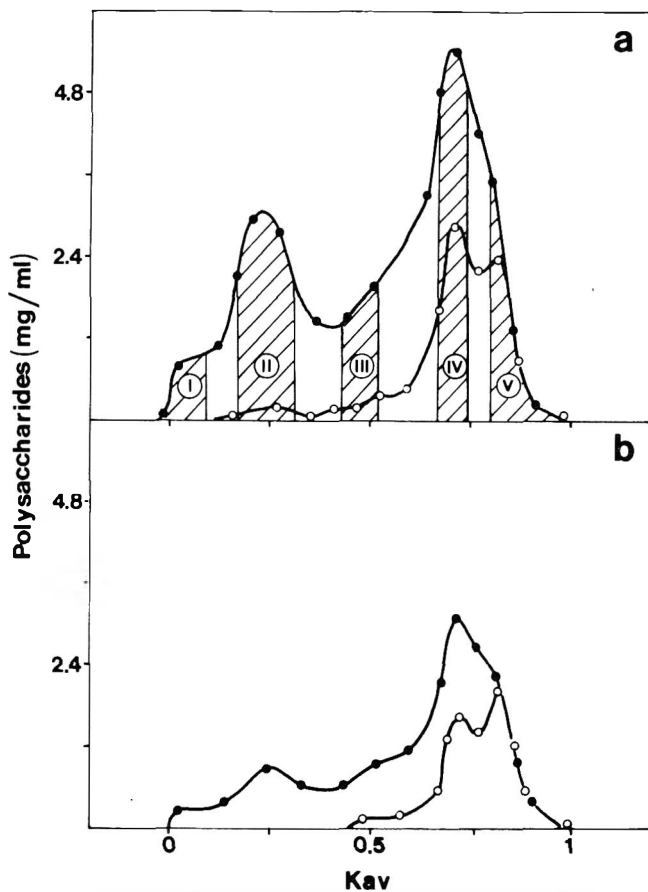 a
4.8
2.4
I
II
III
IV
V
b
4.8
2.4
Polysaccharides (mg/ml)
0
0.5
1
Kav